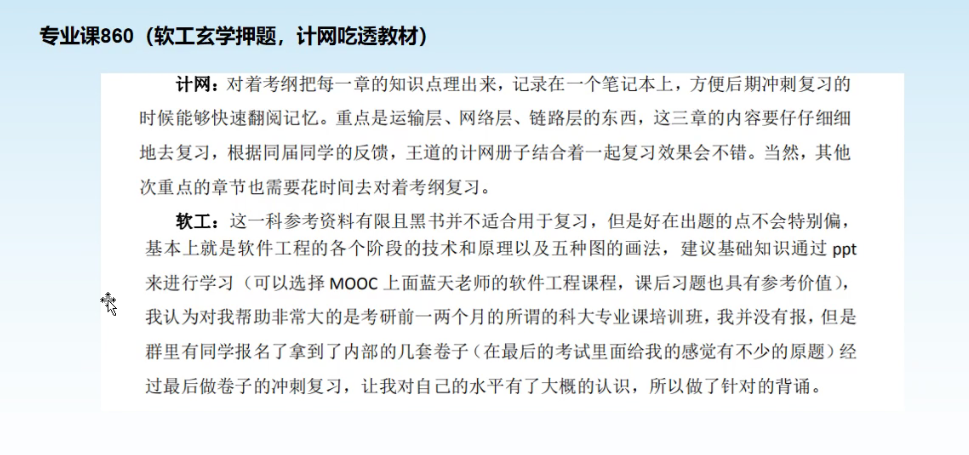 专业课860（软工玄学押题，计网吃透教材）
计网：对着考纲把每一章的知识点理出来，记录在一个笔记本上，方便后期冲刺复习的
时候能够快速翻阅记忆。重点是运输层、网络层、链路层的东西，这三章的内容要仔仔细细
地去复习，根据同届同学的反馈，王道的计网册子结合着一起复习效果会不错。当然，其他
次重点的章节也需要花时间去对着考纲复习。
软工：这一科参考资料有限且黑书并不适合用于复习，但是好在出题的点不会特别偏，
基本上就是软件工程的各个阶段的技术和原理以及五种图的画法，建议基础知识通过 ppt
来进行学习（可以选择 MOOC 上面蓝天老师的软件工程课程，课后习题也具有参考价值），
我认为对我帮助非常大的是考研前一两个月的所谓的科大专业课培训班，我并没有报，但是
群里有同学报名了拿到了内部的几套卷子（在最后的考试里面给我的感觉有不少的原题）经
过最后做卷子的冲刺复习，让我对自己的水平有了大概的认识，所以做了针对的背诵。